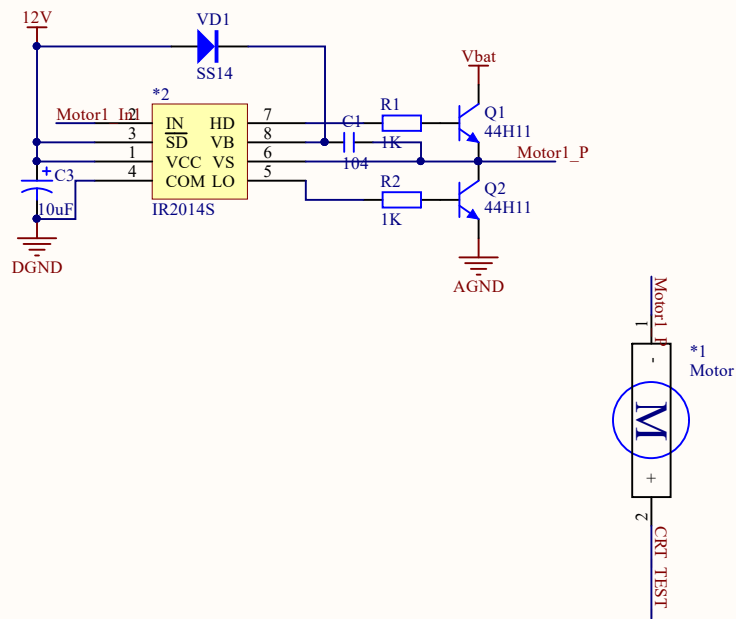 12V
VD1
SS14
Vbat
*2
Motor1_In1
2
IN
HD
7
R1
1K
C1
104
Q1
44H11
3
SD
VB
8
1
VCC
VS
6
Motor1_P
4
COM
LO
5
C3
+
10uF
IR2014S
R2
1K
Q2
44H11
DGND
AGND
Motor1_P
1
*1
Motor
-
M
+
2
CRT_TEST